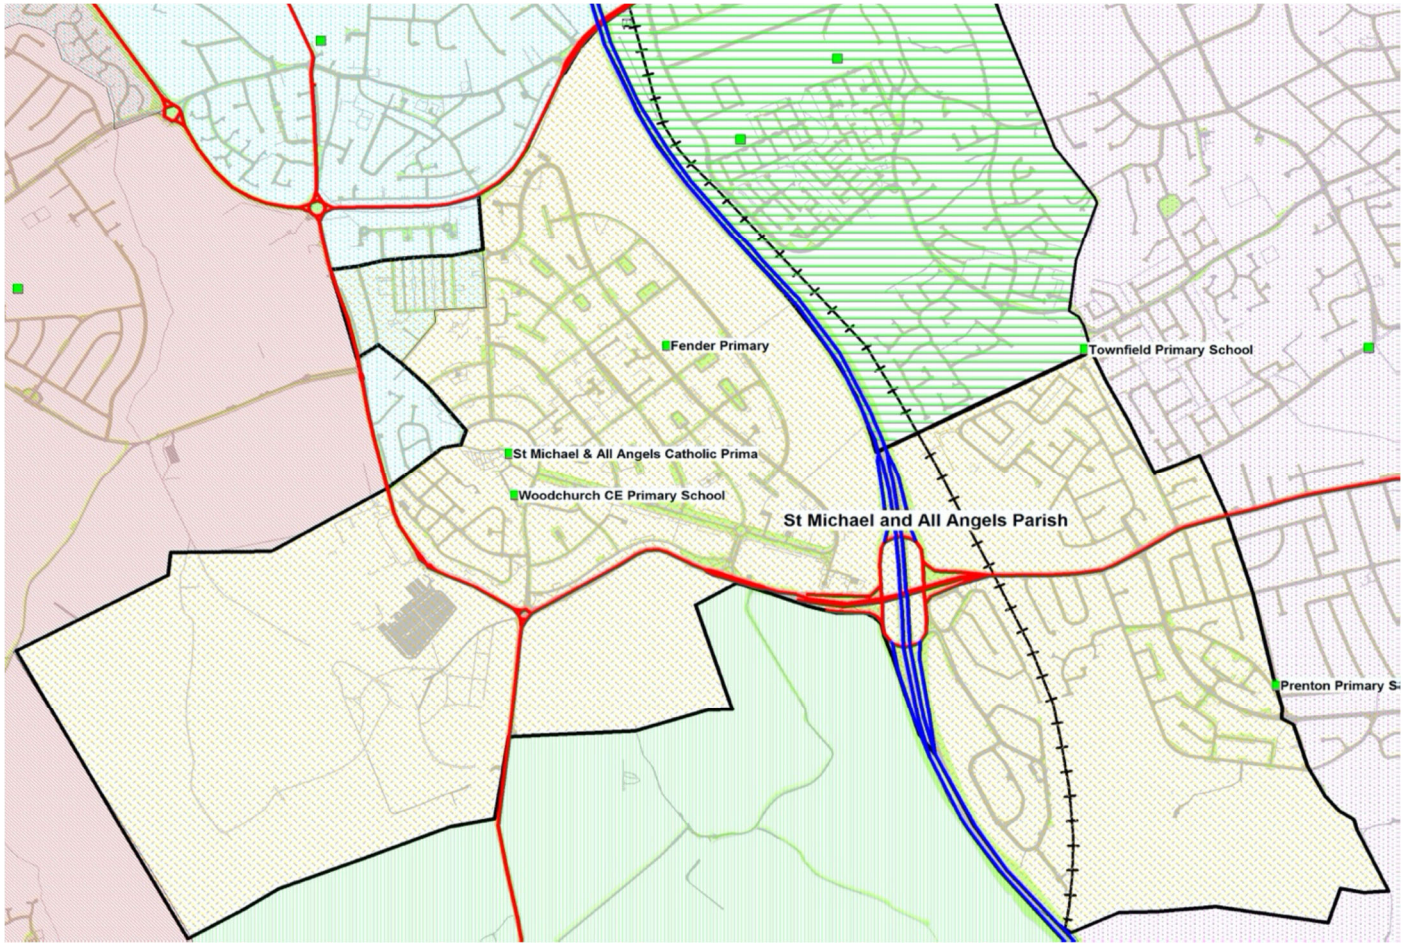 Fender Primary
Townfield Primary School
St Michael & All Angels Catholic Prima
Woodchurch CE Primary School
St Michael and All Angels Parish
Prenton Primary S